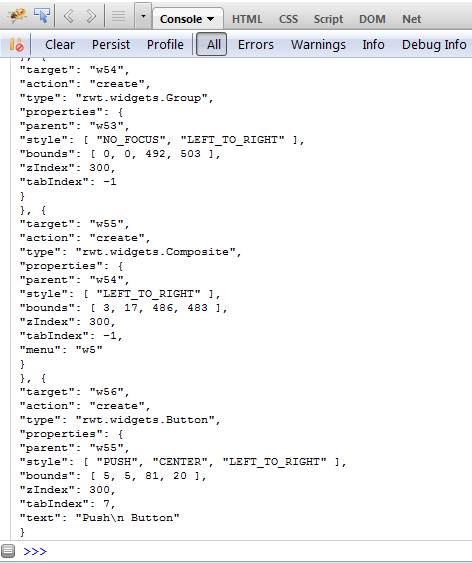 Console HTML CSS Script DOM Net
Clear Persist Profile All Errors Warnings Info Debug Info
}, {
"target": "w54",
"action": "create",
"type": "rwt.widgets.Group",
"properties": {
"parent": "w53",
"style": [ "NO_FOCUS", "LEFT_TO_RIGHT" ],
"bounds": [ 0, 0, 492, 503 ],
"zIndex": 300,
"tabIndex": -1
}
}, {
"target": "w55",
"action": "create",
"type": "rwt.widgets.Composite",
"properties": {
"parent": "w54",
"style": [ "LEFT_TO_RIGHT" ],
"bounds": [ 3, 17, 486, 483 ],
"zIndex": 300,
"tabIndex": -1,
"menu": "w5"
}
}, {
"target": "w56",
"action": "create",
"type": "rwt.widgets.Button",
"properties": {
"parent": "w55",
"style": [ "PUSH", "CENTER", "LEFT_TO_RIGHT" ],
"bounds": [ 5, 5, 81, 20 ],
"zIndex": 300,
"tabIndex": 7,
"text": "Push\n Button"
}
>>>